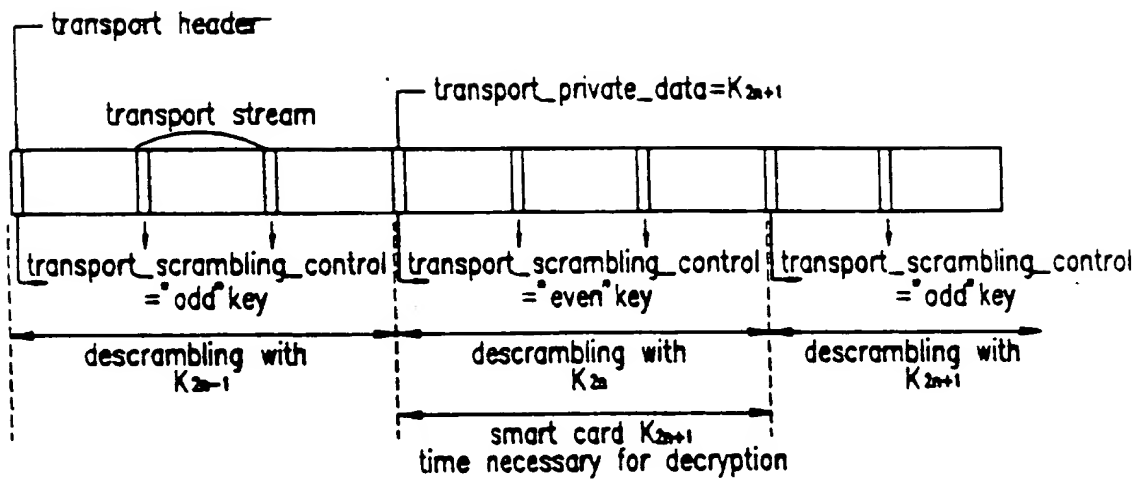 transport header
transport_private_data=K2n+1
transport stream
transport_scrambling_control
="odd" key
transport_scrambling_control
="even" key
transport_scrambling_control
="odd" key
descrambling with
K2n-1
descrambling with
K2n
descrambling with
K2n+1
smart card K2n+1
time necessary for decryption